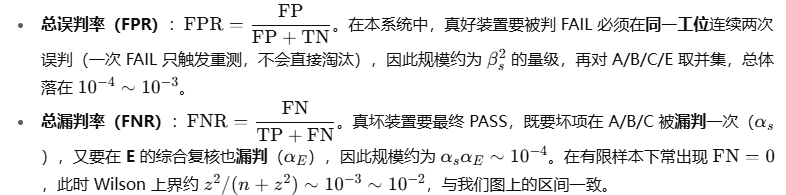 • 总误判率（FPR）：FPR = FP / (FP + TN)。在本系统中，真好装置要被判 FAIL 必须在同一工位连续两次
误判（一次 FAIL 只触发重测，不会直接淘汰），因此规模约为 β_s^2 的量级，再对 A/B/C/E 取并集，总体
落在 10^{-4} ∼ 10^{-3}。
• 总漏判率（FNR）：FNR = FN / (TP + FN)。真坏装置要最终 PASS，既要坏项在 A/B/C 被漏判一次（α_s
），又要在 E 的综合复核也漏判（α_E），因此规模约为 α_sα_E ∼ 10^{-4}。在有限样本下常出现 FN = 0
，此时 Wilson 上界约 z^2/(n + z^2) ∼ 10^{-3} ∼ 10^{-2}，与我们图上的区间一致。